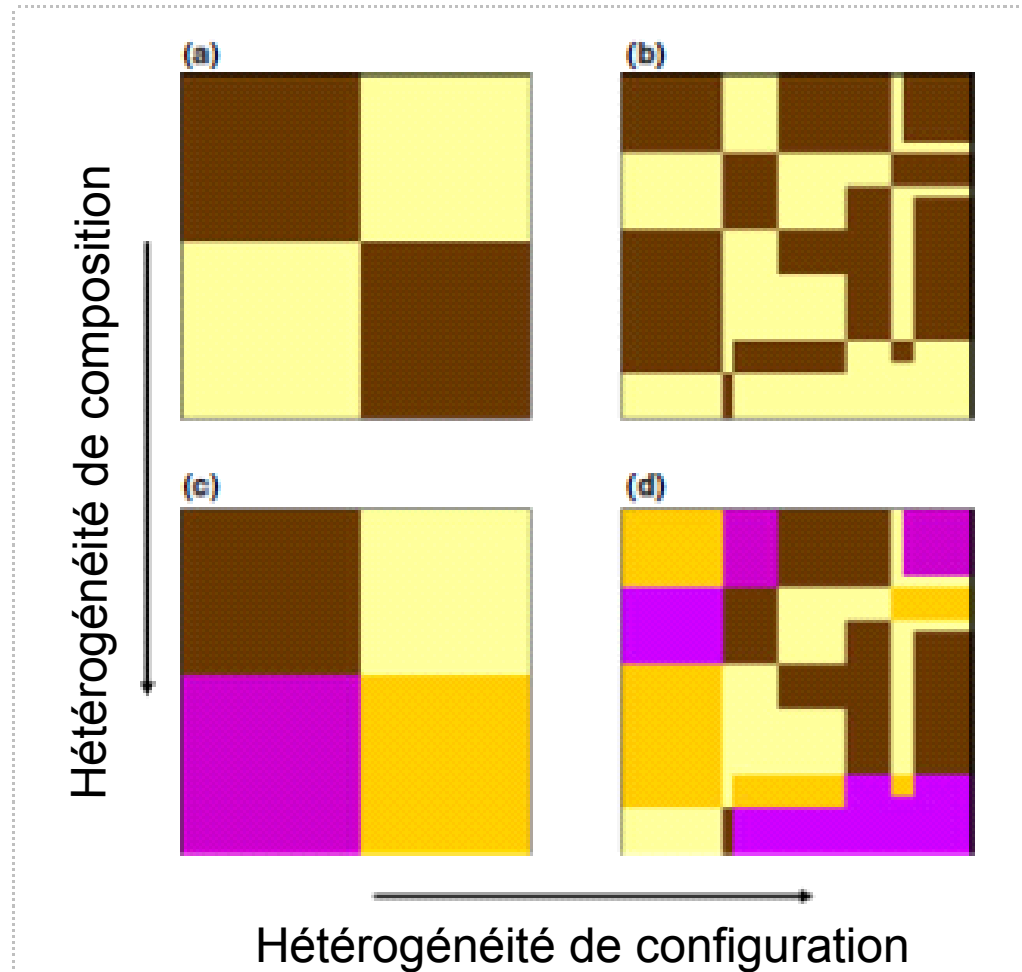 (a)
(b)
Hétérogénéité de composition
(c)
(d)
Hétérogénéité de configuration